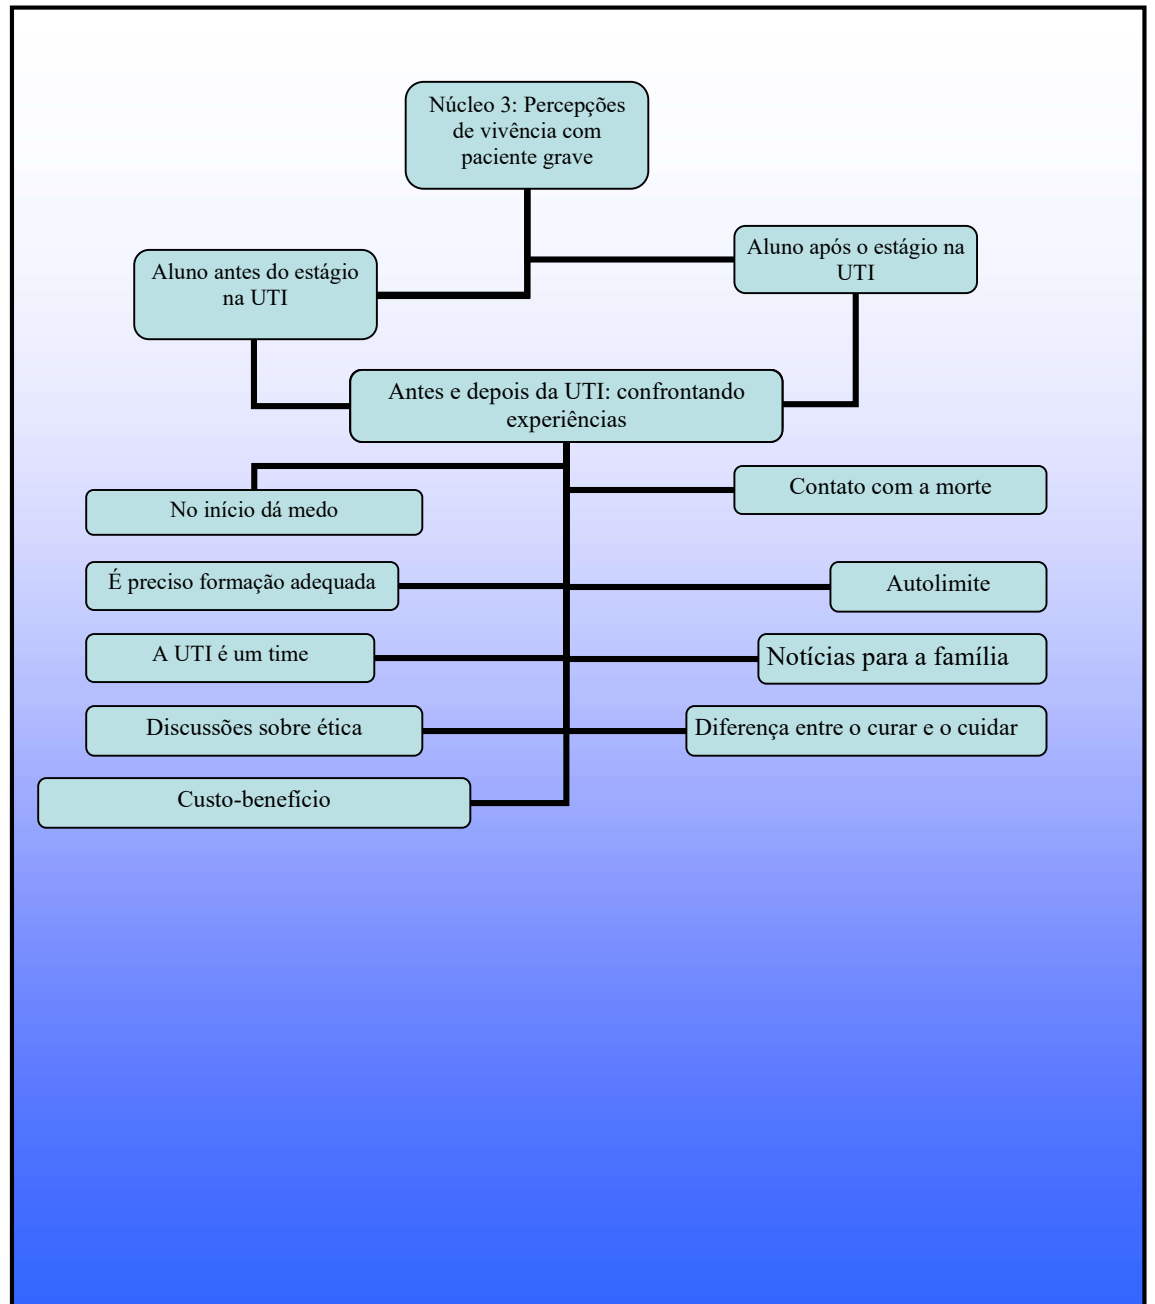 Núcleo 3: Percepções
de vivência com
paciente grave
Aluno antes do estágio
na UTI
Aluno após o estágio na
UTI
Antes e depois da UTI: confrontando
experiências
No início dá medo
Contato com a morte
É preciso formação adequada
Autolimite
A UTI é um time
Notícias para a família
Discussões sobre ética
Diferença entre o curar e o cuidar
Custo-benefício